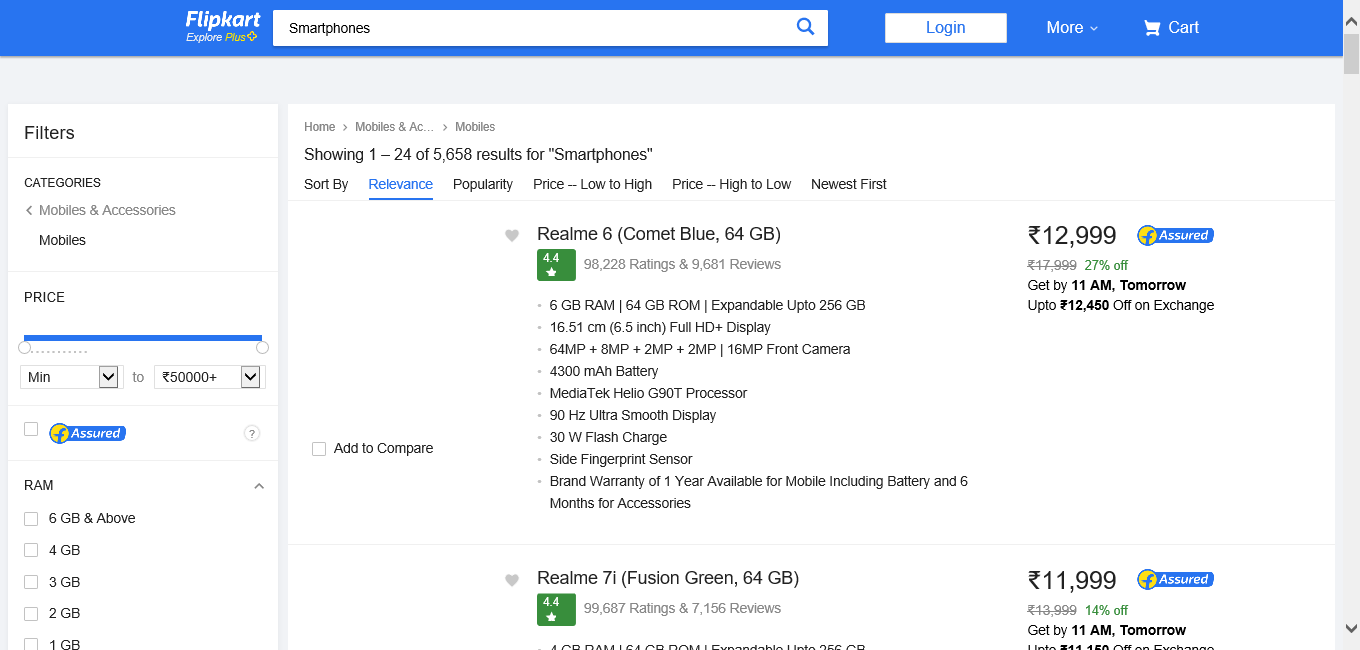 Flipkart
Explore Plus
Smartphones
Login
More
Cart
Filters
CATEGORIES
Mobiles & Accessories
Mobiles
PRICE
Min to ₹50000+
Assured
?
RAM
6 GB & Above
4 GB
3 GB
2 GB
1 GB
Home > Mobiles & Ac... > Mobiles
Showing 1 – 24 of 5,658 results for "Smartphones"
Sort By Relevance Popularity Price -- Low to High Price -- High to Low Newest First
Add to Compare
Realme 6 (Comet Blue, 64 GB)
4.4
98,228 Ratings & 9,681 Reviews
6 GB RAM | 64 GB ROM | Expandable Upto 256 GB
16.51 cm (6.5 inch) Full HD+ Display
64MP + 8MP + 2MP + 2MP | 16MP Front Camera
4300 mAh Battery
MediaTek Helio G90T Processor
90 Hz Ultra Smooth Display
30 W Flash Charge
Side Fingerprint Sensor
Brand Warranty of 1 Year Available for Mobile Including Battery and 6
Months for Accessories
₹12,999
Assured
₹17,999 27% off
Get by 11 AM, Tomorrow
Upto ₹12,450 Off on Exchange
Realme 7i (Fusion Green, 64 GB)
4.4
99,687 Ratings & 7,156 Reviews
4 GB RAM | 64 GB ROM | Expandable Upto 256 GB
₹11,999
Assured
₹13,999 14% off
Get by 11 AM, Tomorrow
Upto ₹11,150 Off on Exchange